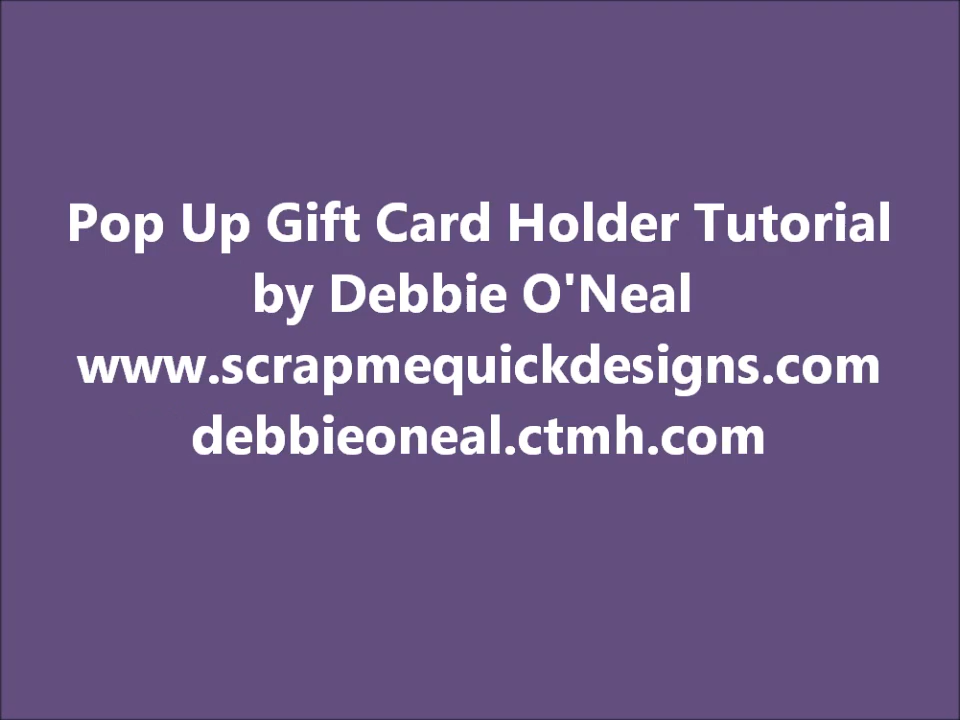 Pop Up Gift Card Holder Tutorial
by Debbie O'Neal
www.scrapmequickdesigns.com
debbieoneal.ctmh.com